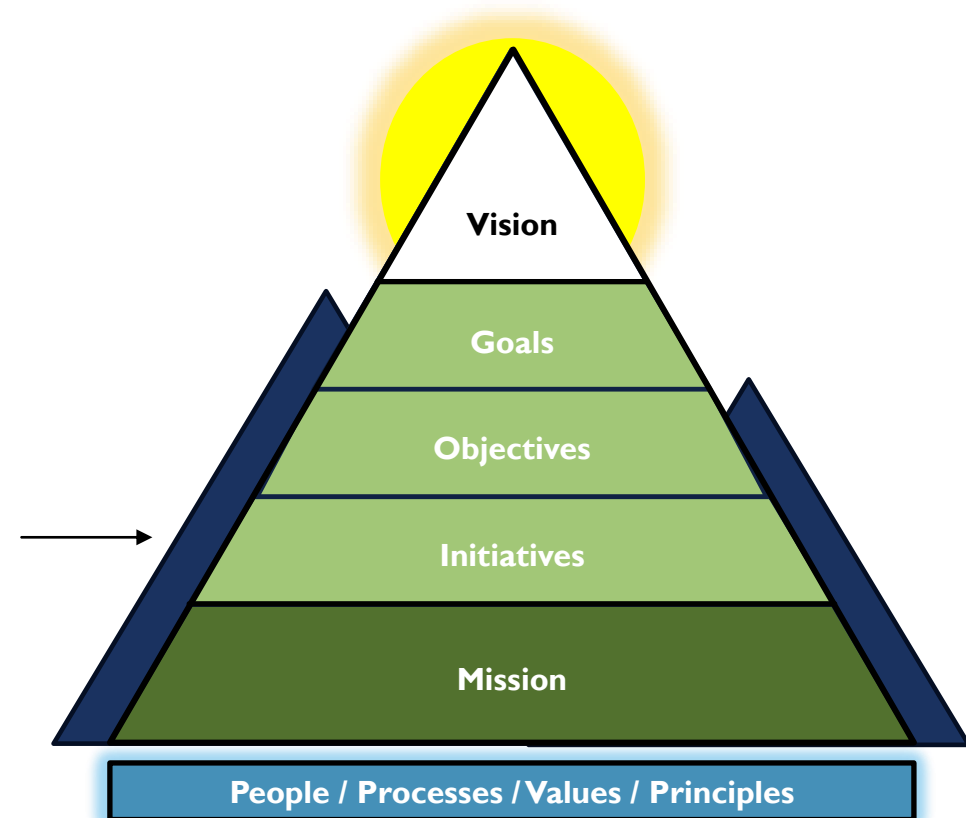 Vision
Goals
Objectives
Initiatives
Mission
People / Processes / Values / Principles